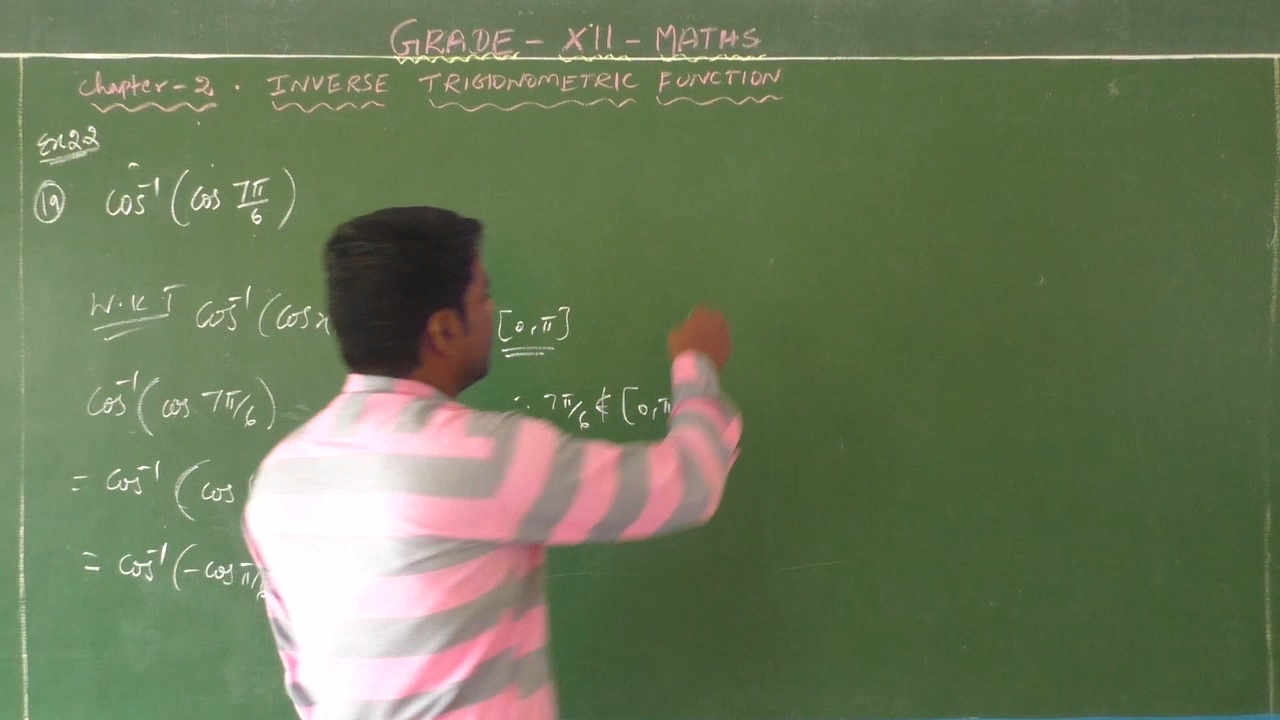 GRADE - XII - MATHS
Chapter - 2. INVERSE TRIGONOMETRIC FUNCTION
Ex 2.2
19 cos⁻¹(cos 7π/6)
W.K.T cos⁻¹(cos x [0, π]
cos⁻¹(cos 7π/6) ∵ 7π/6 ∉ [0, π
= cos⁻¹(cos
= cos⁻¹(-cos π/